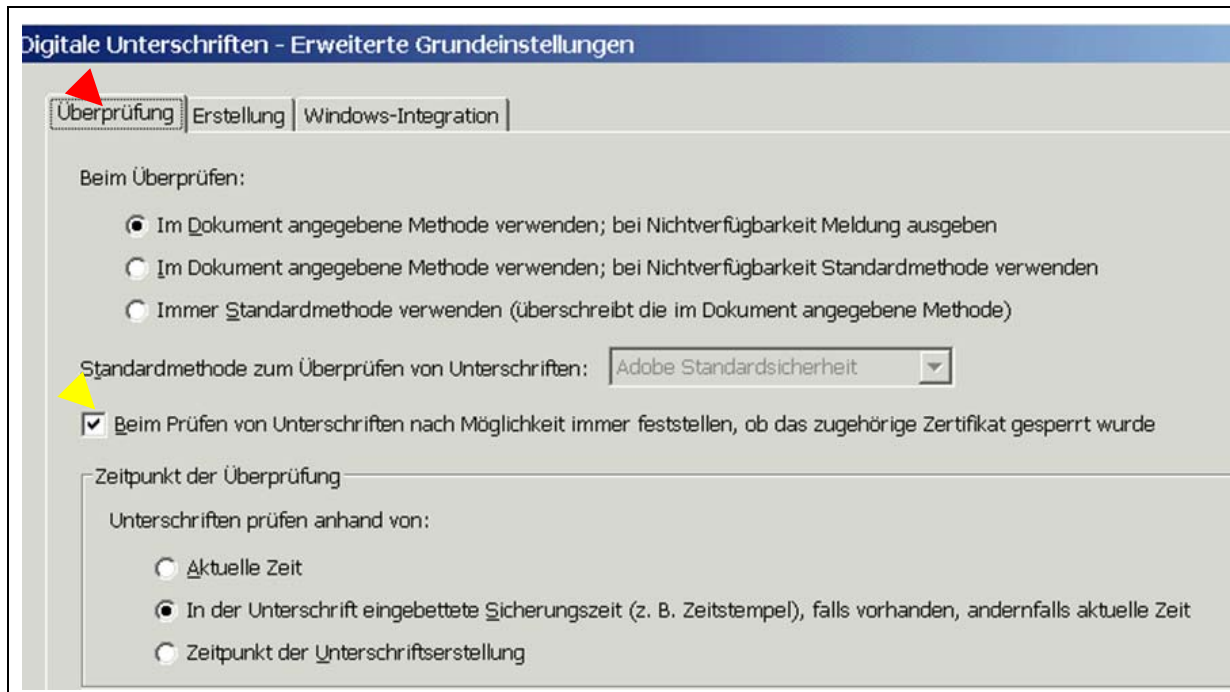 Digitale Unterschriften - Erweiterte Grundeinstellungen
Überprüfung Erstellung Windows-Integration
Beim Überprüfen:
Im Dokument angegebene Methode verwenden; bei Nichtverfügbarkeit Meldung ausgeben
Im Dokument angegebene Methode verwenden; bei Nichtverfügbarkeit Standardmethode verwenden
Immer Standardmethode verwenden (überschreibt die im Dokument angegebene Methode)
Standardmethode zum Überprüfen von Unterschriften: Adobe Standardsicherheit
Beim Prüfen von Unterschriften nach Möglichkeit immer feststellen, ob das zugehörige Zertifikat gesperrt wurde
Zeitpunkt der Überprüfung
Unterschriften prüfen anhand von:
Aktuelle Zeit
In der Unterschrift eingebettete Sicherungszeit (z. B. Zeitstempel), falls vorhanden, andernfalls aktuelle Zeit
Zeitpunkt der Unterschriftserstellung